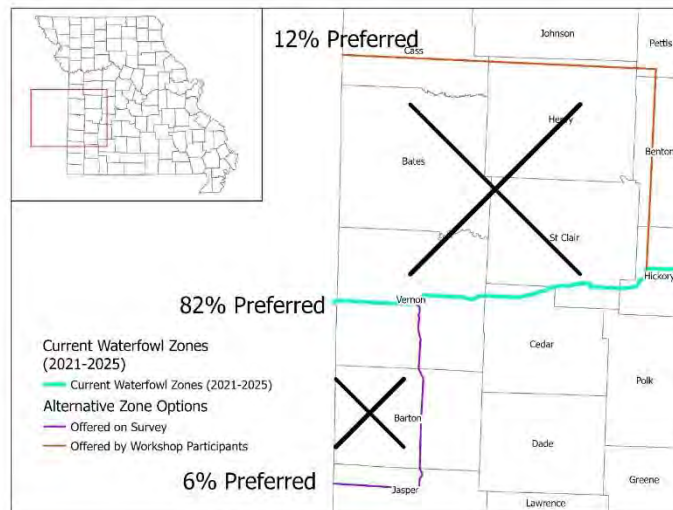 12% Preferred
Johnson
Pettis
Cass
Henry
Bates
Benton
St Clair
Hickory
82% Preferred
Vernon
Current Waterfowl Zones
(2021-2025)
Current Waterfowl Zones (2021-2025)
Alternative Zone Options
Offered on Survey
Offered by Workshop Participants
Cedar
Polk
Barton
Dade
6% Preferred
Jasper
Greene
Lawrence